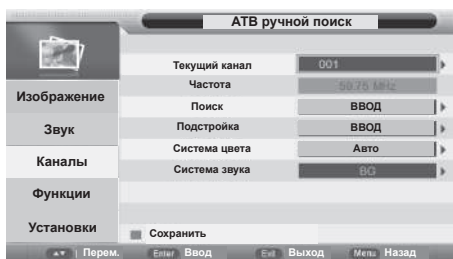 АТВ ручной поиск
Изображение
Звук
Каналы
Функции
Установки
Текущий канал 001
Частота 50.75 MHz
Поиск ВВОД
Подстройка ВВОД
Система цвета Авто
Система звука BG
Сохранить
Перем. Enter Ввод Exit Выход Menu Назад